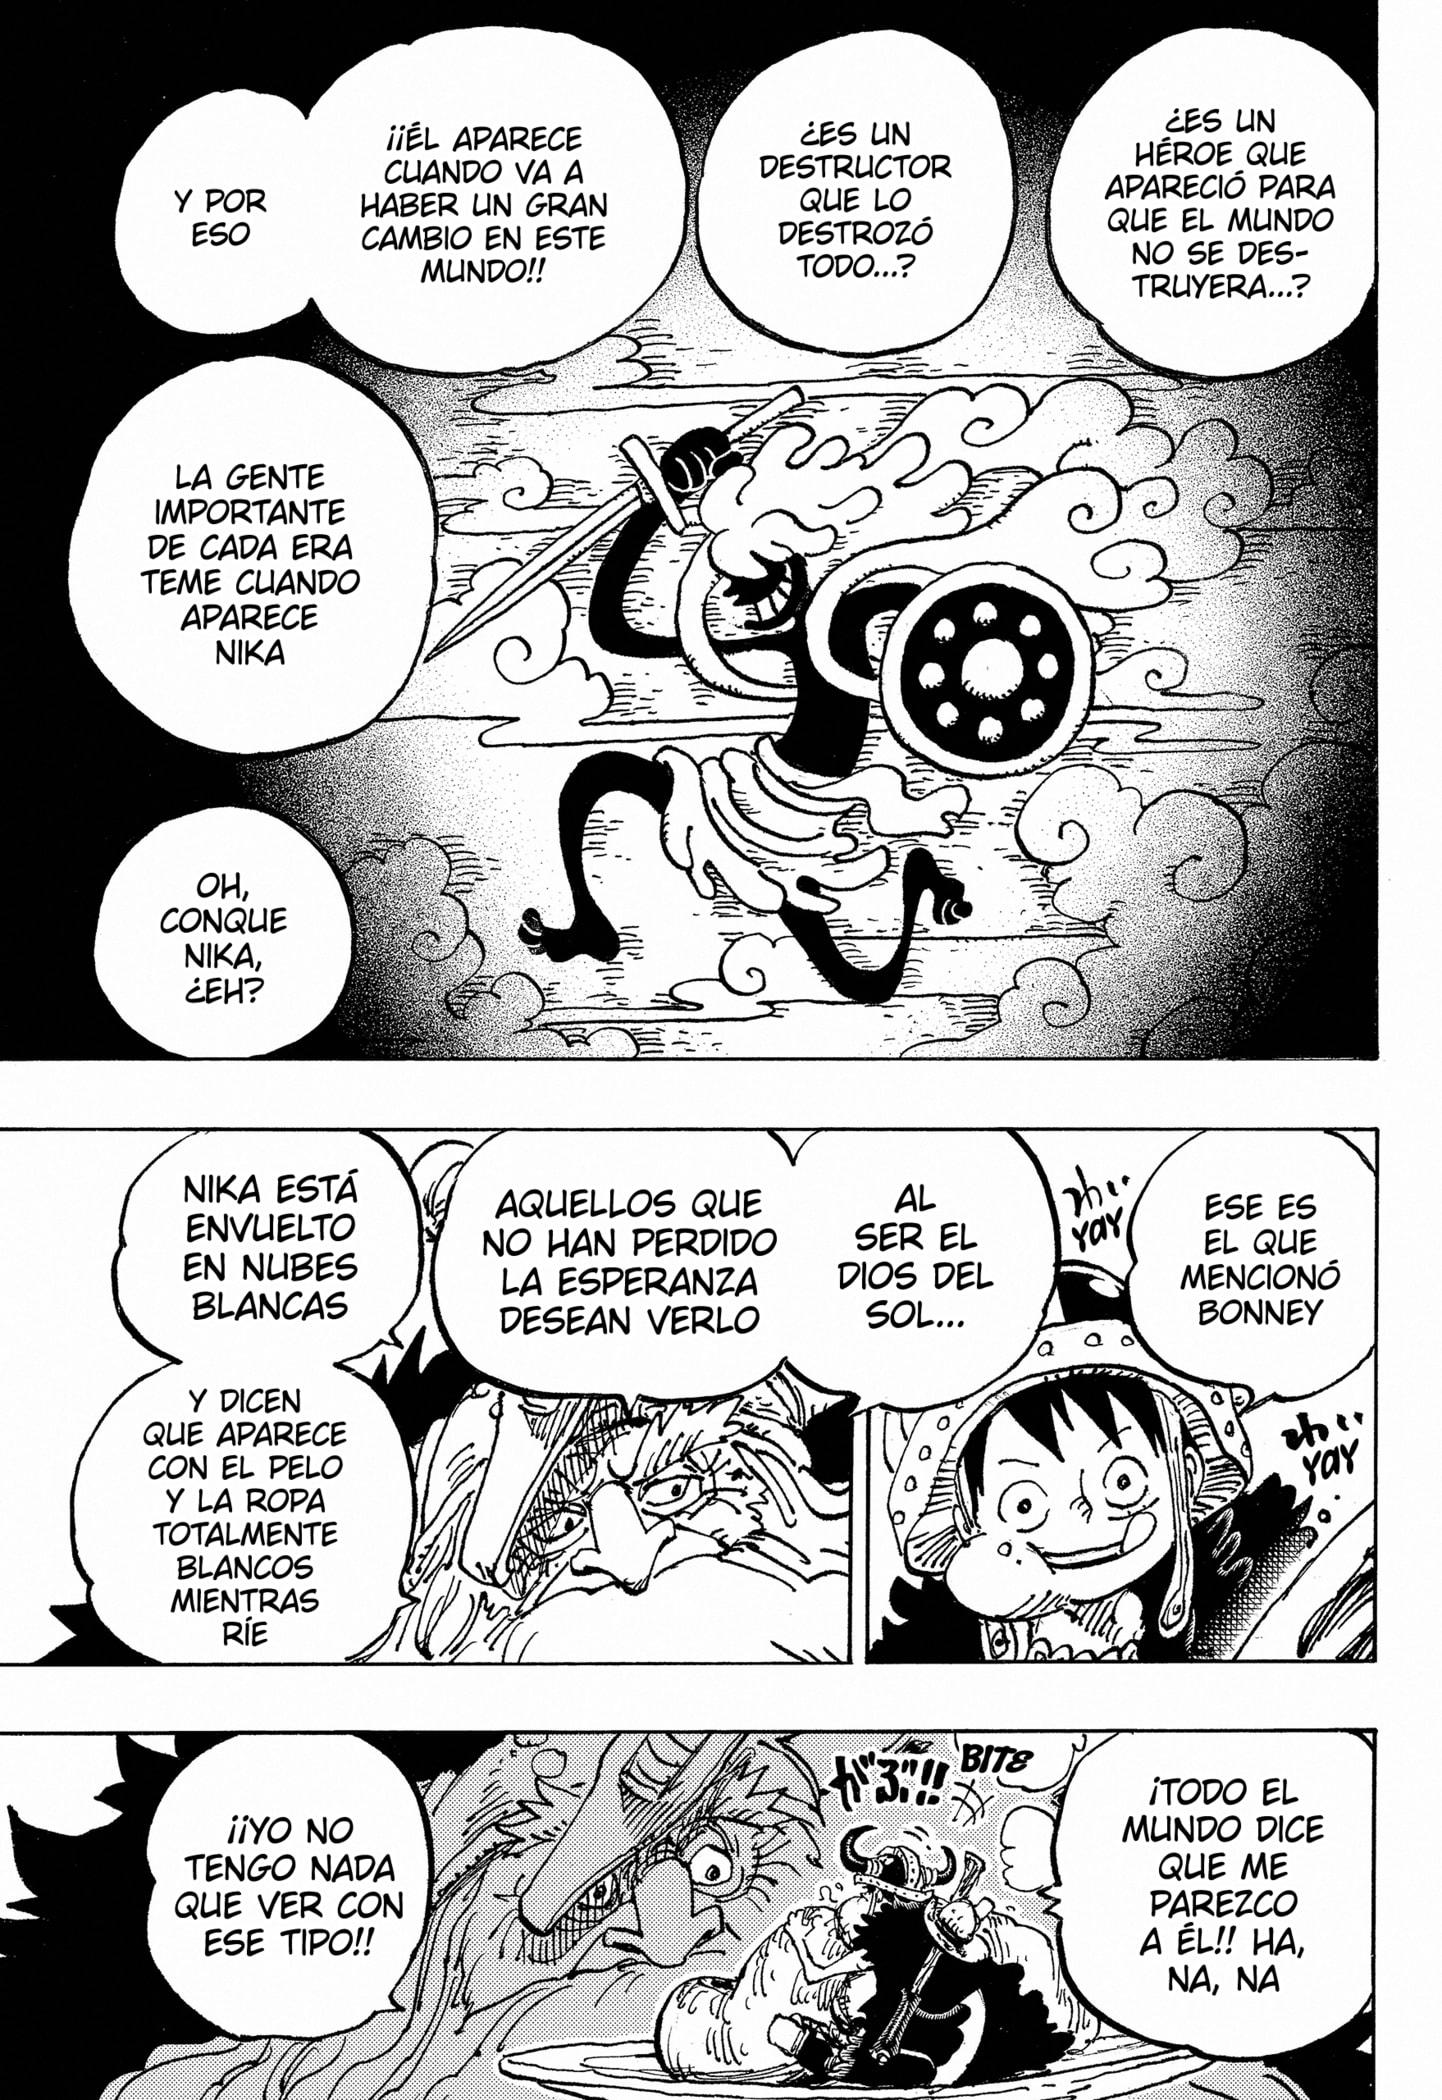 ¿ES UN
HÉROE QUE
APARECIÓ PARA
QUE EL MUNDO
NO SE DES-
TRUYERA...?
¿ES UN
DESTRUCTOR
QUE LO
DESTROZÓ
TODO...?
¡¡ÉL APARECE
CUANDO VA A
HABER UN GRAN
CAMBIO EN ESTE
MUNDO!!
Y POR
ESO
LA GENTE
IMPORTANTE
DE CADA ERA
TEME CUANDO
APARECE
NIKA
OH,
CONQUE
NIKA,
¿EH?
ESE ES
EL QUE
MENCIONÓ
BONNEY
YAY
YAY
AL
SER EL
DIOS DEL
SOL...
AQUELLOS QUE
NO HAN PERDIDO
LA ESPERANZA
DESEAN VERLO
NIKA ESTÁ
ENVUELTO
EN NUBES
BLANCAS
Y DICEN
QUE APARECE
CON EL PELO
Y LA ROPA
TOTALMENTE
BLANCOS
MIENTRAS
RÍE
¡TODO EL
MUNDO DICE
QUE ME
PAREZCO
A ÉL!! HA,
NA, NA
がぶ!!
BITE
¡¡YO NO
TENGO NADA
QUE VER CON
ESE TIPO!!